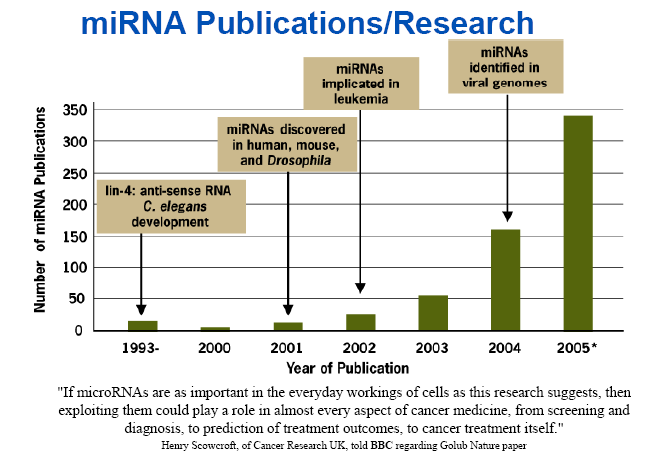 miRNA Publications/Research
miRNAs
identified in
viral genomes
miRNAs
implicated in
leukemia
miRNAs discovered
in human, mouse,
and Drosophila
lin-4: anti-sense RNA
C. elegans
development
Number of miRNA Publications
350
300
250
200
150
100
50
0
1993- 2000 2001 2002 2003 2004 2005*
Year of Publication
"If microRNAs are as important in the everyday workings of cells as this research suggests, then
exploiting them could play a role in almost every aspect of cancer medicine, from screening and
diagnosis, to prediction of treatment outcomes, to cancer treatment itself."
Henry Scowcroft, of Cancer Research UK, told BBC regarding Golub Nature paper